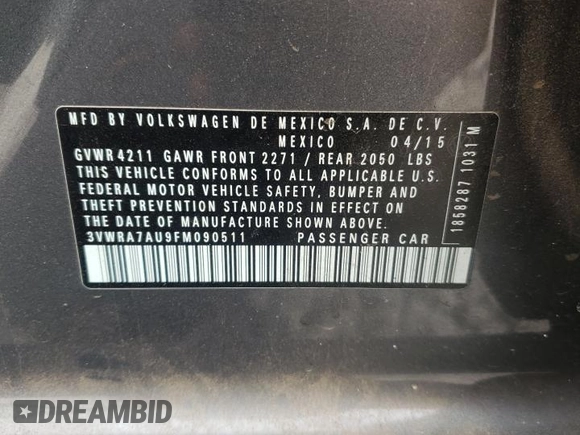 MFD BY VOLKSWAGEN DE MEXICO S.A. DE C.V.
MEXICO 04/15
GVWR 4211 GAWR FRONT 2271 / REAR 2050 LBS
THIS VEHICLE CONFORMS TO ALL APPLICABLE U.S.
FEDERAL MOTOR VEHICLE SAFETY, BUMPER AND
THEFT PREVENTION STANDARDS IN EFFECT ON
THE DATE OF MANUFACTURE SHOWN ABOVE.
3VWRA7AU9FM090511 PASSENGER CAR
1858287 1031 M
DREAMBID